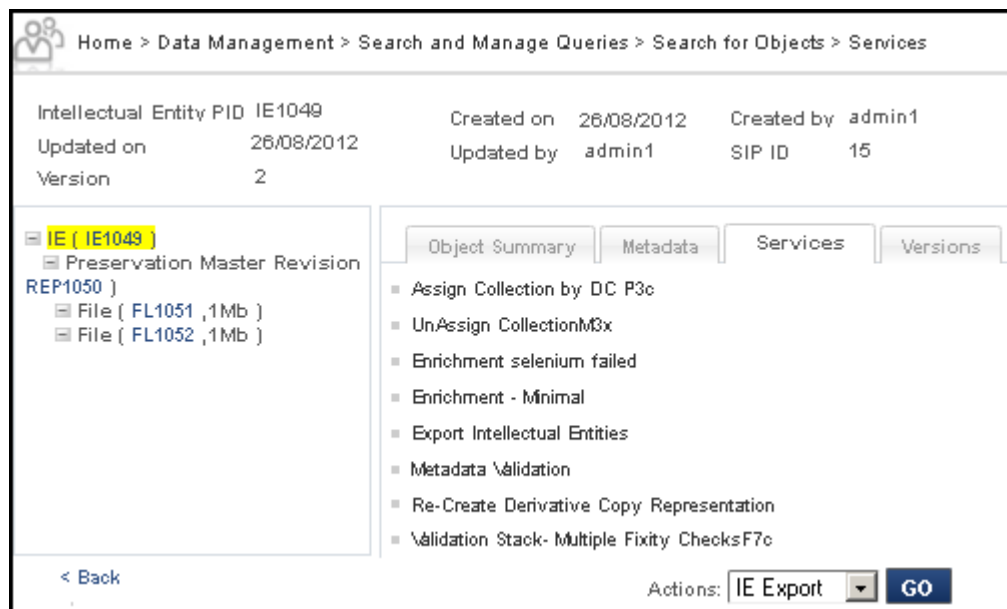 Home > Data Management > Search and Manage Queries > Search for Objects > Services
Intellectual Entity PID IE1049 Created on 26/08/2012 Created by admin1
Updated on 26/08/2012 Updated by admin1 SIP ID 15
Version 2
IE ( IE1049 )
Preservation Master Revision
REP1050 )
File ( FL1051 ,1Mb )
File ( FL1052 ,1Mb )
Object Summary Metadata Services Versions
Assign Collection by DC P3c
UnAssign CollectionM3x
Enrichment selenium failed
Enrichment - Minimal
Export Intellectual Entities
Metadata Validation
Re-Create Derivative Copy Representation
Validation Stack- Multiple Fixity ChecksF7c
< Back
Actions: IE Export GO